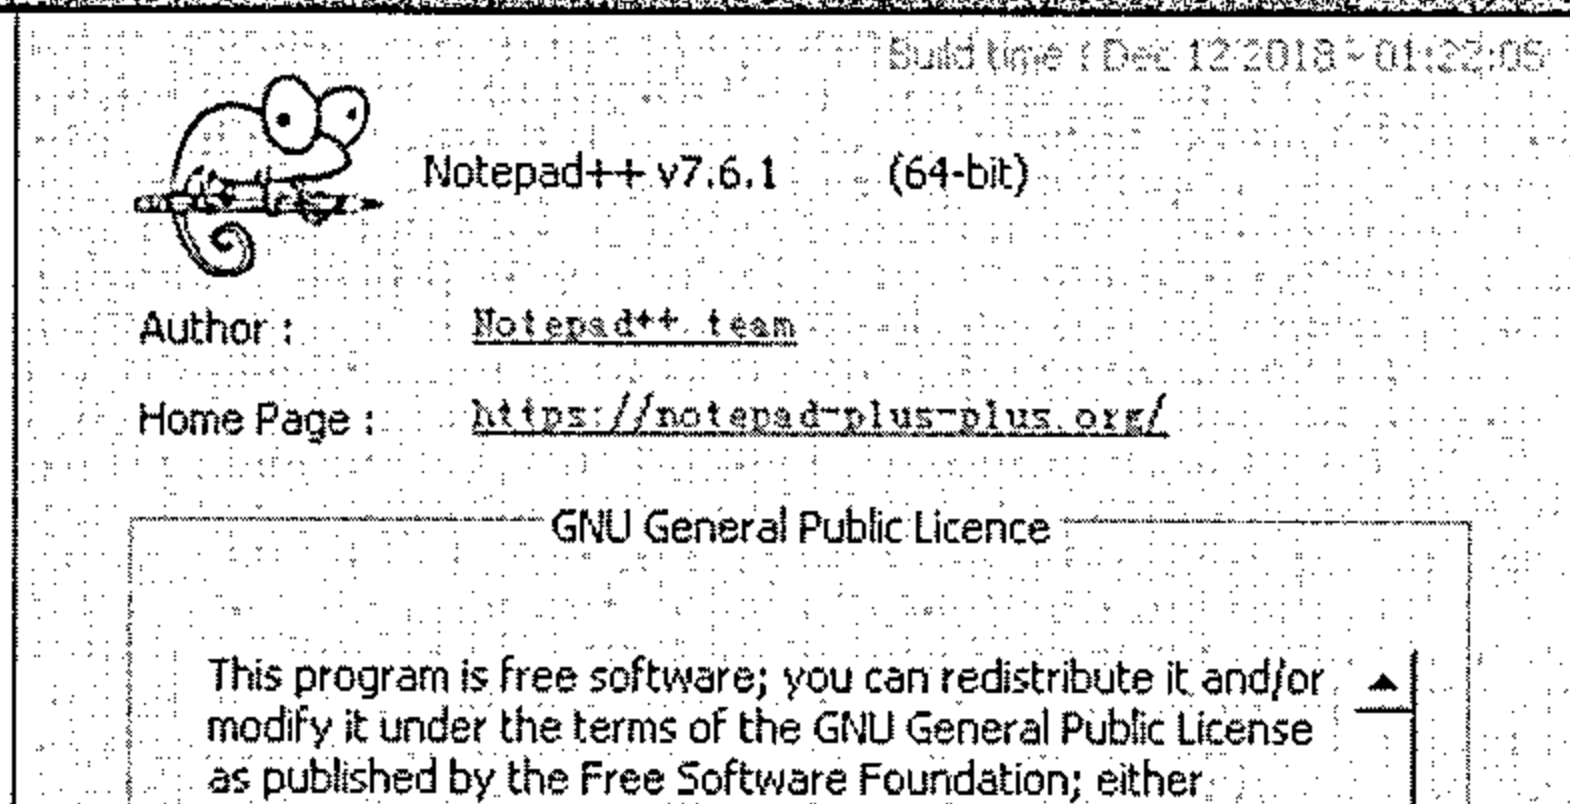 Build time : Dec 12 2018 - 01:22:05
Notepad++ v7.6.1 (64-bit)
Author : Notepad++ team
Home Page : https://notepad-plus-plus.org/
GNU General Public Licence
This program is free software; you can redistribute it and/or
modify it under the terms of the GNU General Public License
as published by the Free Software Foundation; either